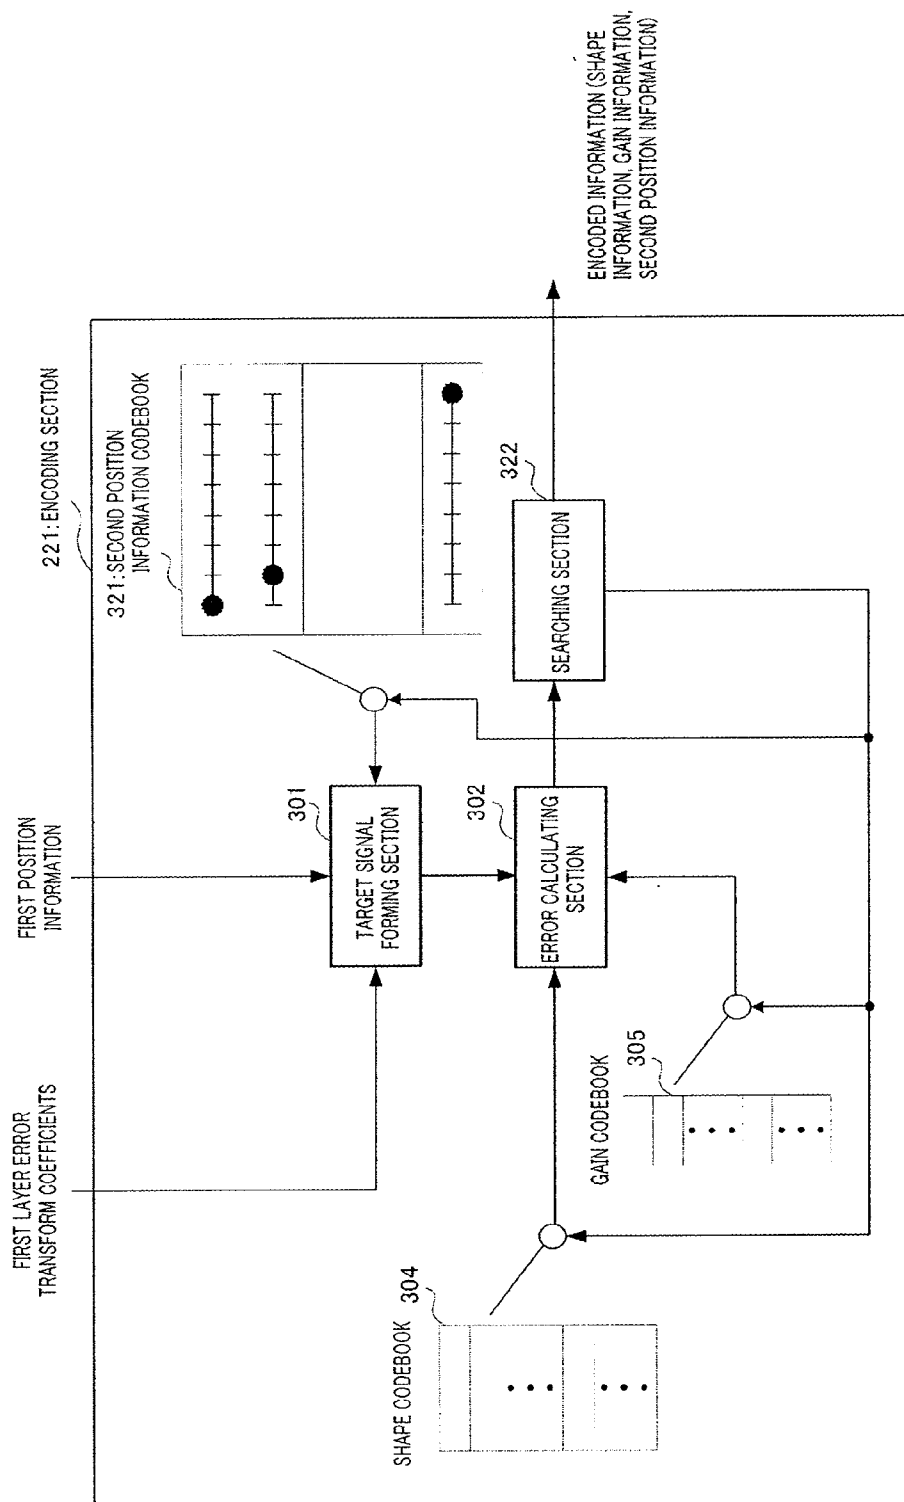 221: ENCODING SECTION
FIRST LAYER ERROR
TRANSFORM COEFFICIENTS
FIRST POSITION
INFORMATION
321: SECOND POSITION
INFORMATION CODEBOOK
301
TARGET SIGNAL
FORMING SECTION
SHAPE CODEBOOK
304
302
ERROR CALCULATING
SECTION
322
SEARCHING SECTION
ENCODED INFORMATION (SHAPE
INFORMATION, GAIN INFORMATION,
SECOND POSITION INFORMATION)
GAIN CODEBOOK
305